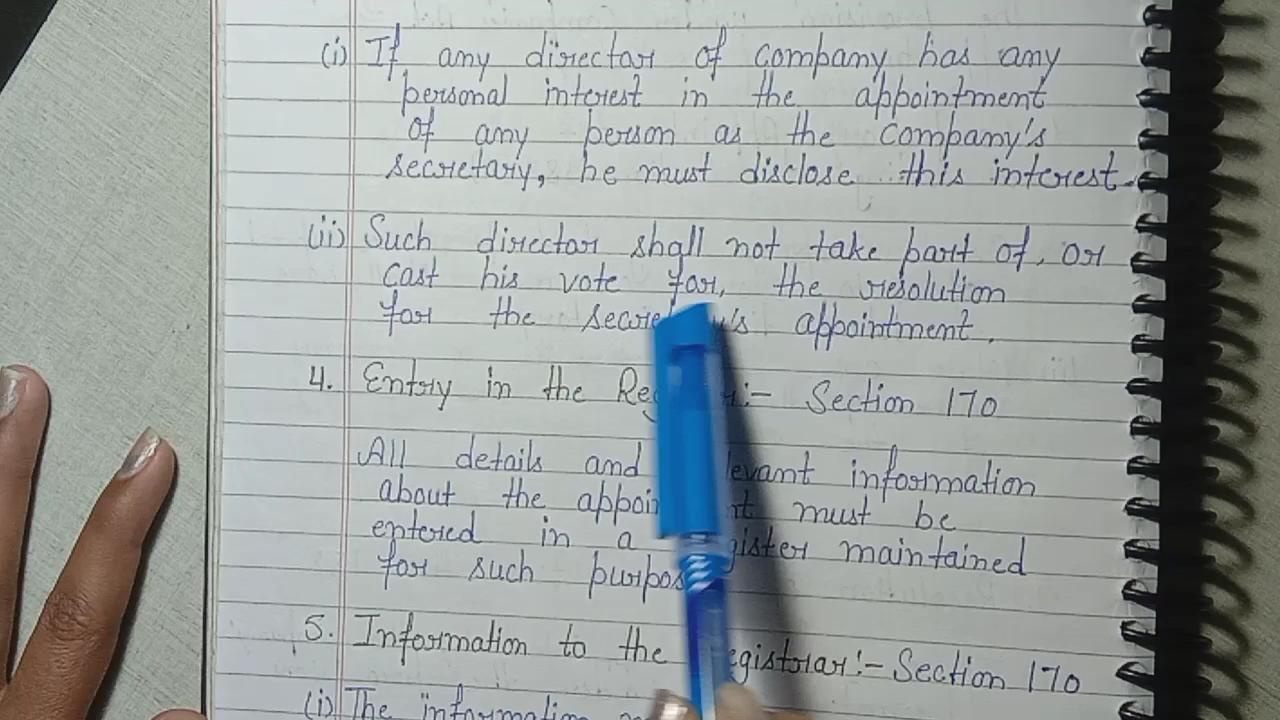 (i) If any director of company has any
personal interest in the appointment
of any person as the company's
secretary, he must disclose this interest.
(ii) Such director shall not take part of, or
cast his vote for, the resolution
for the appointment.
4. Entry in the :- Section 170
All details and information
about the must be
entered in a maintained
for such
5. Information to the :- Section 170
(i) The information